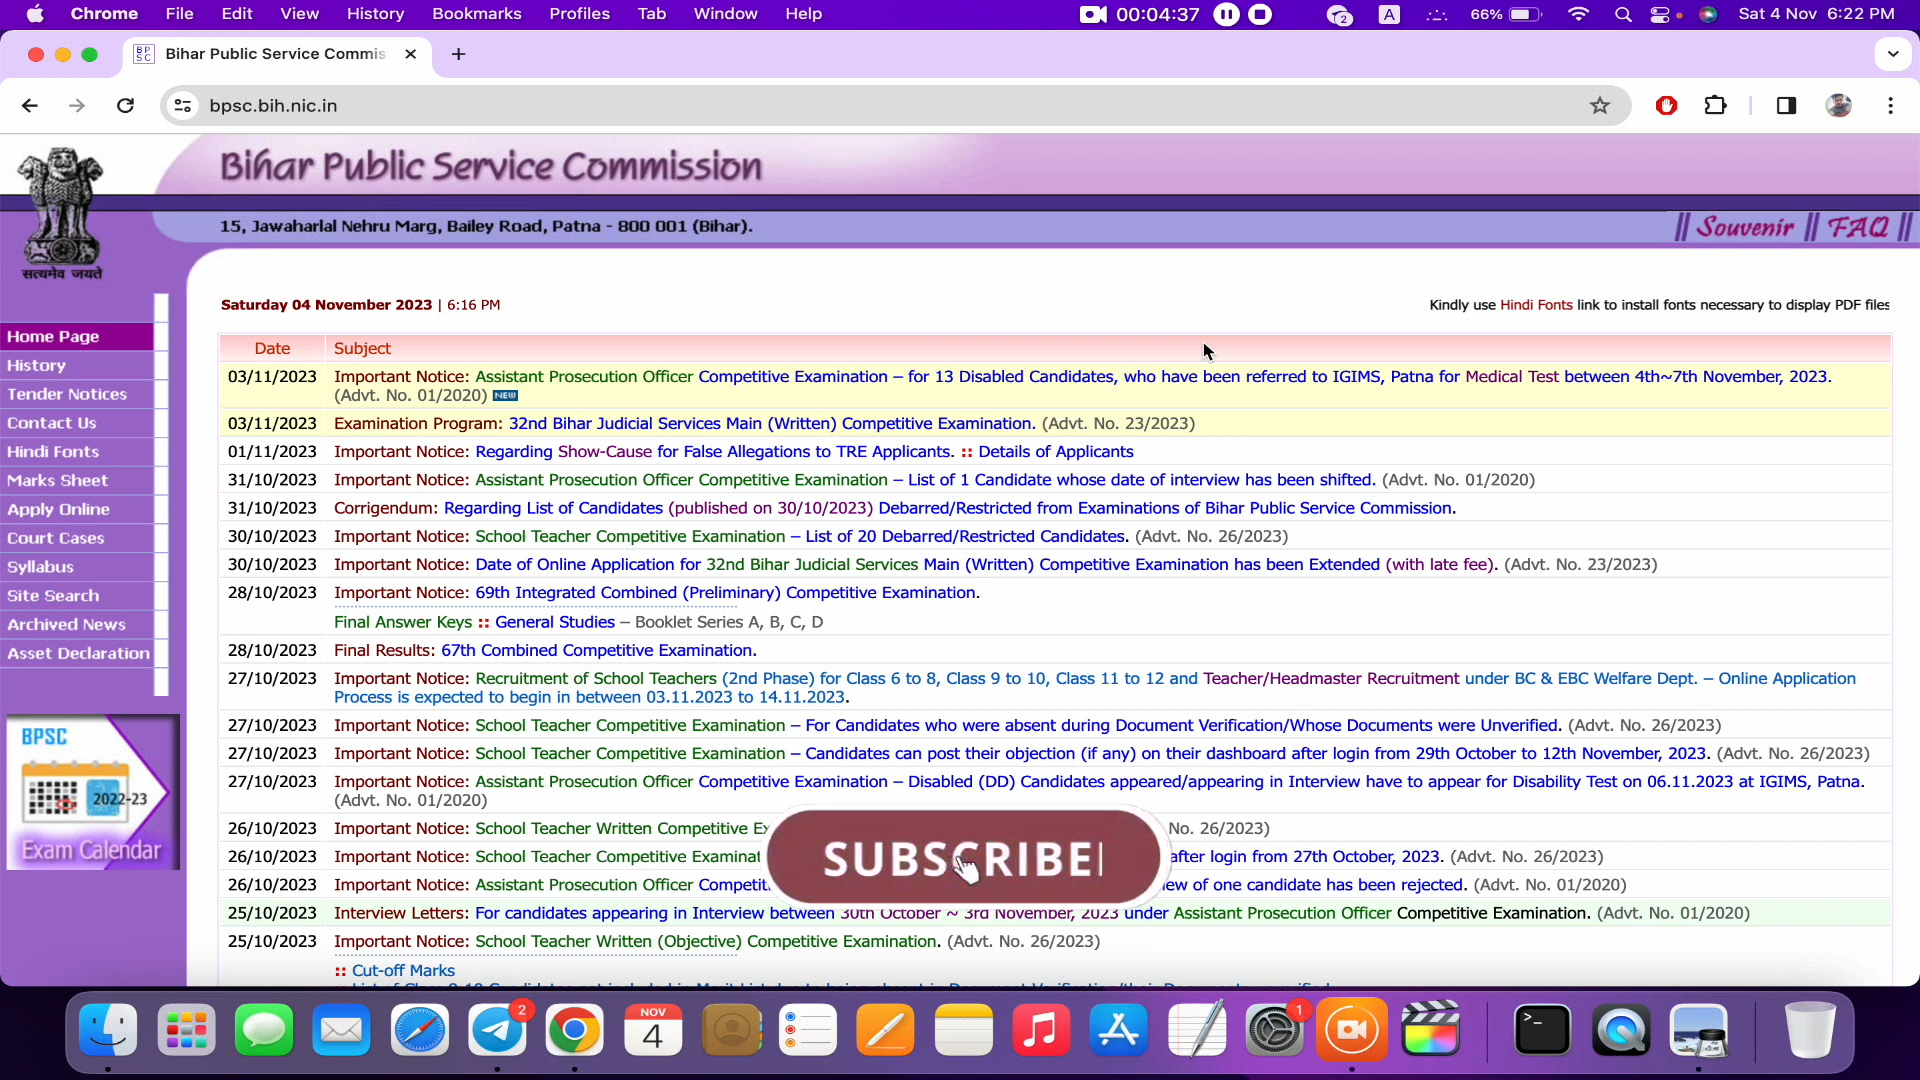 Chrome File Edit View History Bookmarks Profiles Tab Window Help 00:04:37 2 A 66% Sat 4 Nov 6:22 PM
BP SC Bihar Public Service Commis
bpsc.bih.nic.in
Bihar Public Service Commission
15, Jawaharlal Nehru Marg, Bailey Road, Patna - 800 001 (Bihar).
|| Souvenir || FAQ ||
सत्यमेव जयते
Saturday 04 November 2023 | 6:16 PM
Kindly use Hindi Fonts link to install fonts necessary to display PDF files
Home Page
History
Tender Notices
Contact Us
Hindi Fonts
Marks Sheet
Apply Online
Court Cases
Syllabus
Site Search
Archived News
Asset Declaration
BPSC
2022-23
Exam Calendar
Date Subject
03/11/2023 Important Notice: Assistant Prosecution Officer Competitive Examination – for 13 Disabled Candidates, who have been referred to IGIMS, Patna for Medical Test between 4th~7th November, 2023.
(Advt. No. 01/2020) NEW
03/11/2023 Examination Program: 32nd Bihar Judicial Services Main (Written) Competitive Examination. (Advt. No. 23/2023)
01/11/2023 Important Notice: Regarding Show-Cause for False Allegations to TRE Applicants. :: Details of Applicants
31/10/2023 Important Notice: Assistant Prosecution Officer Competitive Examination – List of 1 Candidate whose date of interview has been shifted. (Advt. No. 01/2020)
31/10/2023 Corrigendum: Regarding List of Candidates (published on 30/10/2023) Debarred/Restricted from Examinations of Bihar Public Service Commission.
30/10/2023 Important Notice: School Teacher Competitive Examination – List of 20 Debarred/Restricted Candidates. (Advt. No. 26/2023)
30/10/2023 Important Notice: Date of Online Application for 32nd Bihar Judicial Services Main (Written) Competitive Examination has been Extended (with late fee). (Advt. No. 23/2023)
28/10/2023 Important Notice: 69th Integrated Combined (Preliminary) Competitive Examination.
Final Answer Keys :: General Studies – Booklet Series A, B, C, D
28/10/2023 Final Results: 67th Combined Competitive Examination.
27/10/2023 Important Notice: Recruitment of School Teachers (2nd Phase) for Class 6 to 8, Class 9 to 10, Class 11 to 12 and Teacher/Headmaster Recruitment under BC & EBC Welfare Dept. – Online Application
Process is expected to begin in between 03.11.2023 to 14.11.2023.
27/10/2023 Important Notice: School Teacher Competitive Examination – For Candidates who were absent during Document Verification/Whose Documents were Unverified. (Advt. No. 26/2023)
27/10/2023 Important Notice: School Teacher Competitive Examination – Candidates can post their objection (if any) on their dashboard after login from 29th October to 12th November, 2023. (Advt. No. 26/2023)
27/10/2023 Important Notice: Assistant Prosecution Officer Competitive Examination – Disabled (DD) Candidates appeared/appearing in Interview have to appear for Disability Test on 06.11.2023 at IGIMS, Patna.
(Advt. No. 01/2020)
26/10/2023 Important Notice: School Teacher Written Competitive Ex No. 26/2023)
26/10/2023 Important Notice: School Teacher Competitive Examinat after login from 27th October, 2023. (Advt. No. 26/2023)
26/10/2023 Important Notice: Assistant Prosecution Officer Competit ew of one candidate has been rejected. (Advt. No. 01/2020)
SUBSCRIBE
25/10/2023 Interview Letters: For candidates appearing in Interview between 30th October ~ 3rd November, 2023 under Assistant Prosecution Officer Competitive Examination. (Advt. No. 01/2020)
25/10/2023 Important Notice: School Teacher Written (Objective) Competitive Examination. (Advt. No. 26/2023)
:: Cut-off Marks
2 NOV 4 1